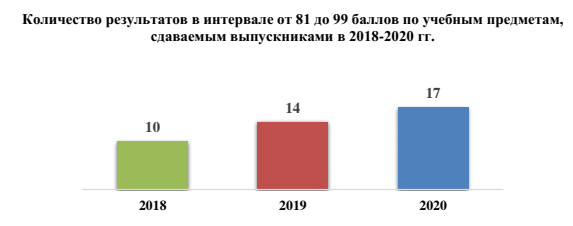 Количество результатов в интервале от 81 до 99 баллов по учебным предметам,
сдаваемым выпускниками в 2018-2020 гг.
17
14
10
2018 2019 2020